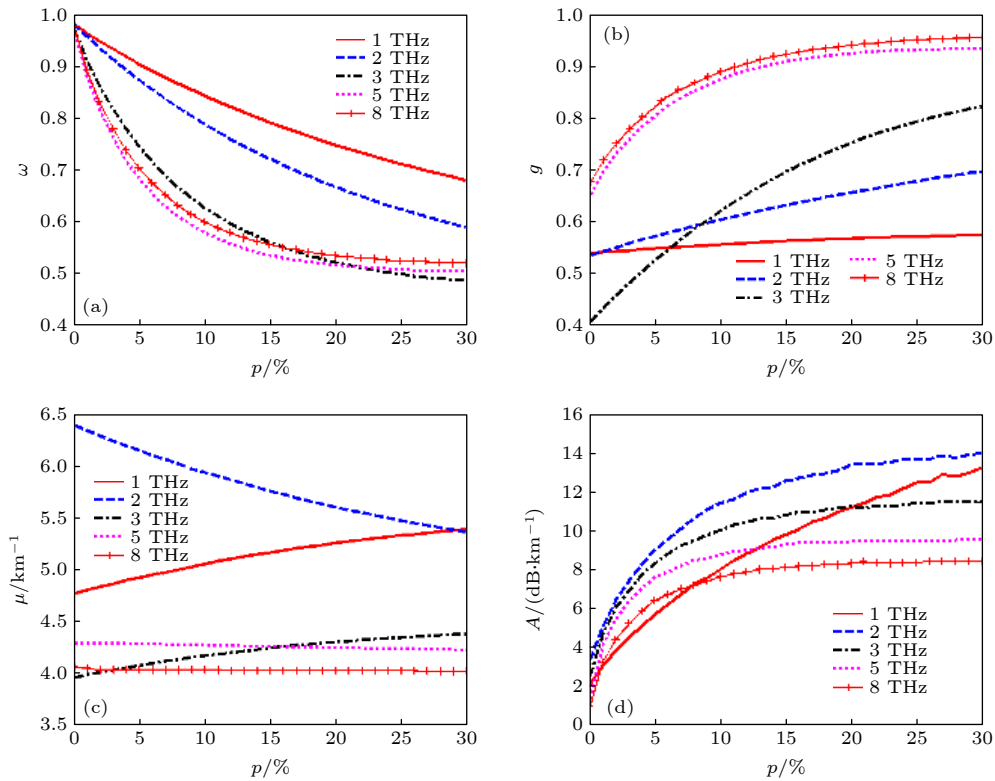 1.0
0.9
0.8
0.7
0.6
0.5
0.4
ω
1 THz
2 THz
3 THz
5 THz
8 THz
(a)
0 5 10 15 20 25 30
p/%
1.0
0.9
0.8
0.7
0.6
0.5
0.4
g
(b)
1 THz 5 THz
2 THz 8 THz
3 THz
0 5 10 15 20 25 30
p/%
6.5
6.0
5.5
5.0
4.5
4.0
3.5
μ/km⁻¹
1 THz
2 THz
3 THz
5 THz
8 THz
(c)
0 5 10 15 20 25 30
p/%
16
14
12
10
8
6
4
2
0
A/(dB·km⁻¹)
1 THz
2 THz
3 THz
5 THz
8 THz
(d)
0 5 10 15 20 25 30
p/%